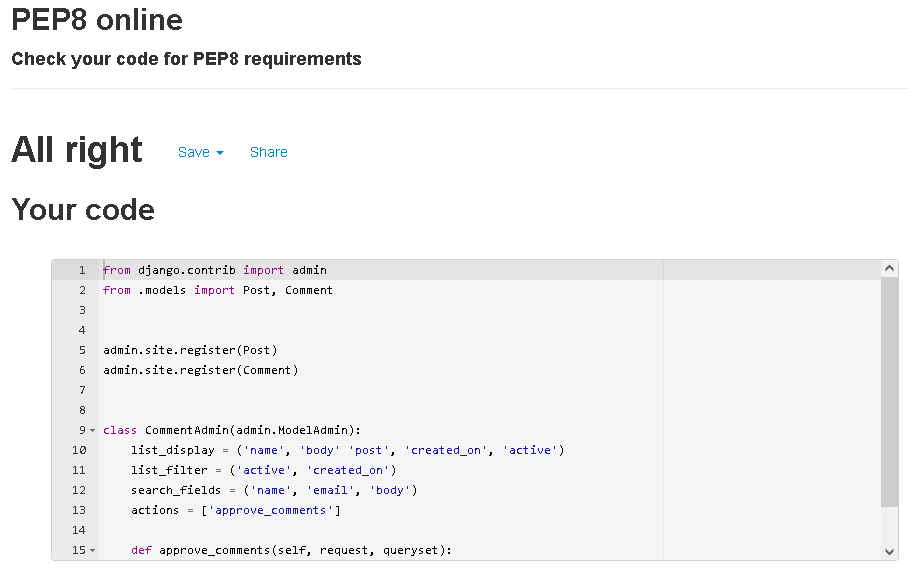 PEP8 online
Check your code for PEP8 requirements
All right Save Share
Your code
1 from django.contrib import admin
2 from .models import Post, Comment
3
4
5 admin.site.register(Post)
6 admin.site.register(Comment)
7
8
9 class CommentAdmin(admin.ModelAdmin):
10 list_display = ('name', 'body' 'post', 'created_on', 'active')
11 list_filter = ('active', 'created_on')
12 search_fields = ('name', 'email', 'body')
13 actions = ['approve_comments']
14
15 def approve_comments(self, request, queryset):